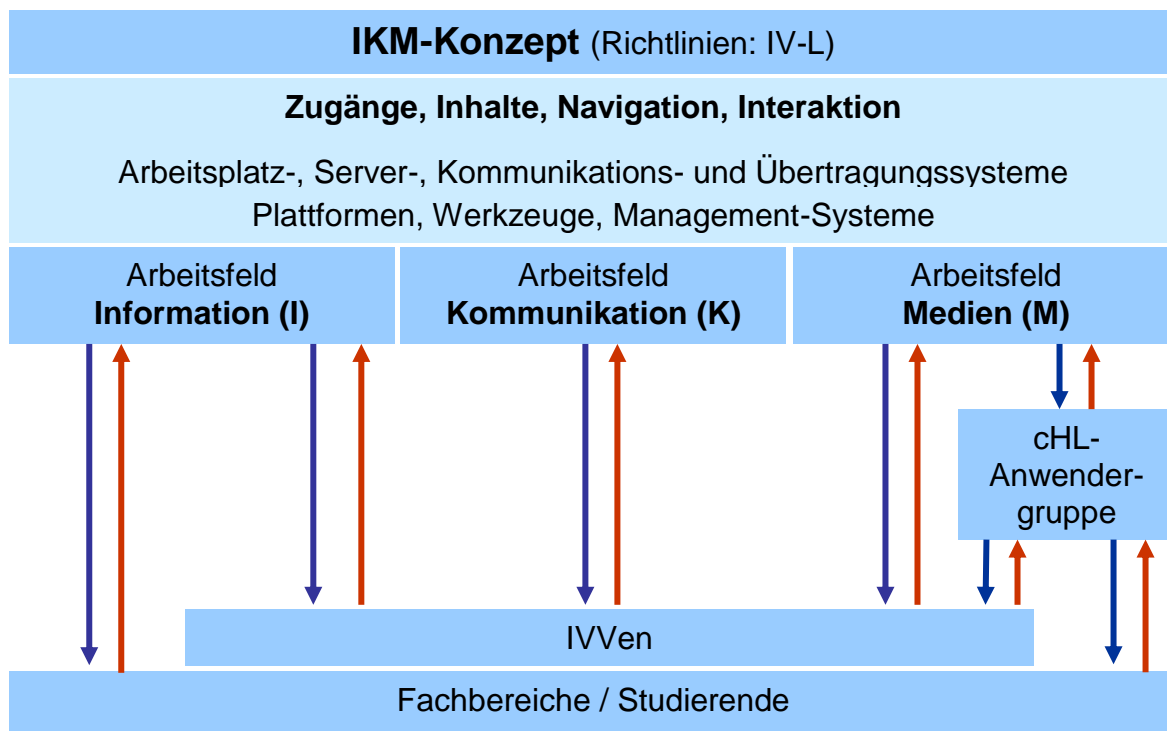 IKM-Konzept (Richtlinien: IV-L)
Zugänge, Inhalte, Navigation, Interaktion
Arbeitsplatz-, Server-, Kommunikations- und Übertragungssysteme
Plattformen, Werkzeuge, Management-Systeme
Arbeitsfeld
Information (I)
Arbeitsfeld
Kommunikation (K)
Arbeitsfeld
Medien (M)
cHL-
Anwender-
gruppe
IVVen
Fachbereiche / Studierende